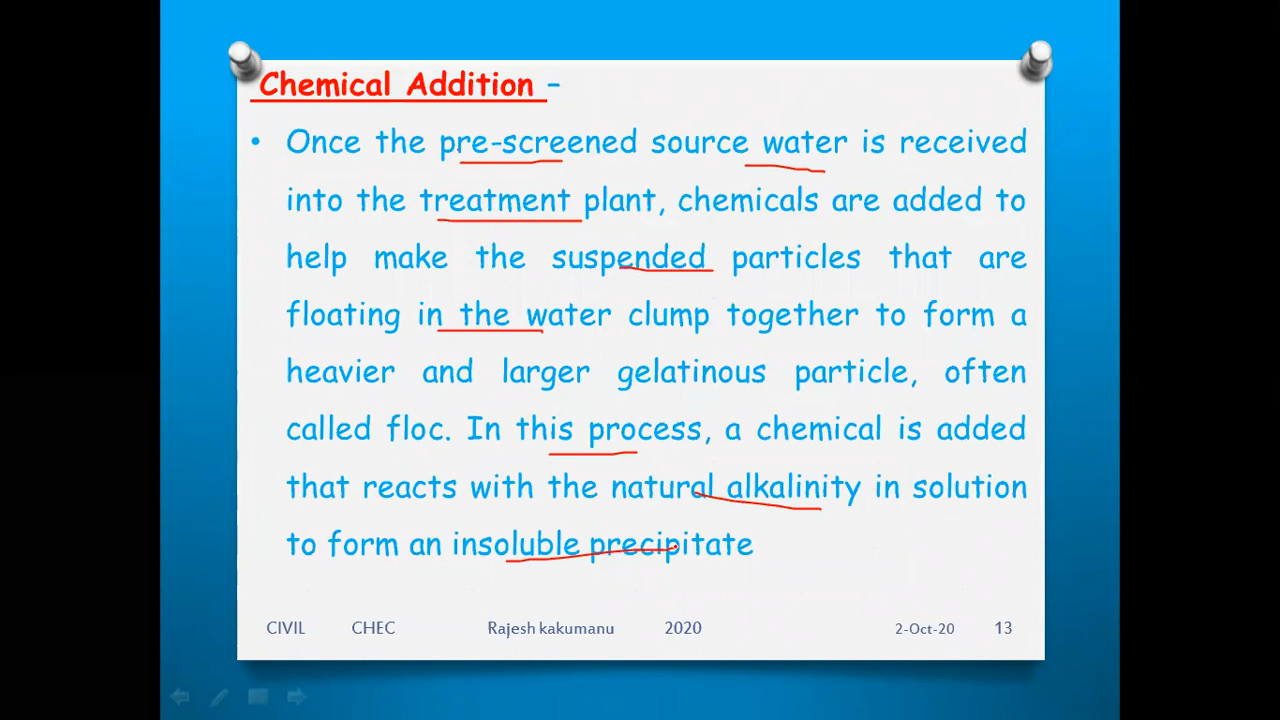 Chemical Addition –
• Once the pre-screened source water is received
into the treatment plant, chemicals are added to
help make the suspended particles that are
floating in the water clump together to form a
heavier and larger gelatinous particle, often
called floc. In this process, a chemical is added
that reacts with the natural alkalinity in solution
to form an insoluble precipitate
CIVIL CHEC Rajesh kakumanu 2020 2-Oct-20 13